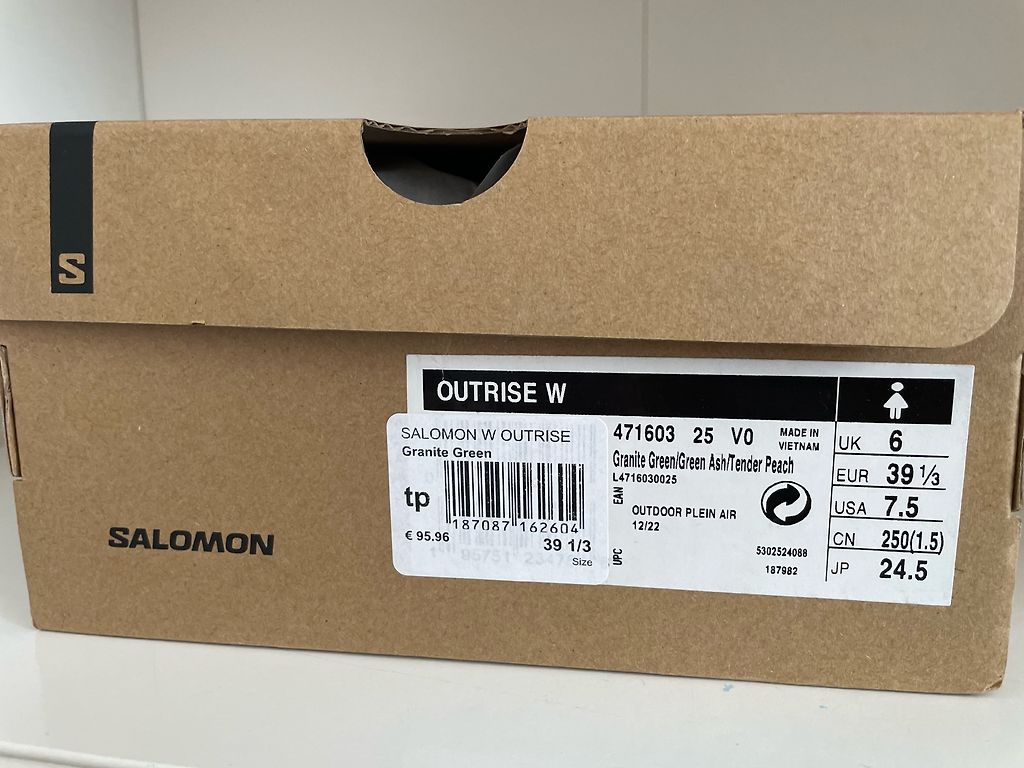 S
SALOMON
OUTRISE W
SALOMON W OUTRISE
Granite Green
tp
187087 162604
€ 95.96
39 1/3
Size
471603 25 V0
MADE IN
VIETNAM
Granite Green/Green Ash/Tender Peach
L4716030025
EAN
OUTDOOR PLEIN AIR
12/22
UPC
5302524088
187982
UK 6
EUR 39 1/3
USA 7.5
CN 250(1.5)
JP 24.5